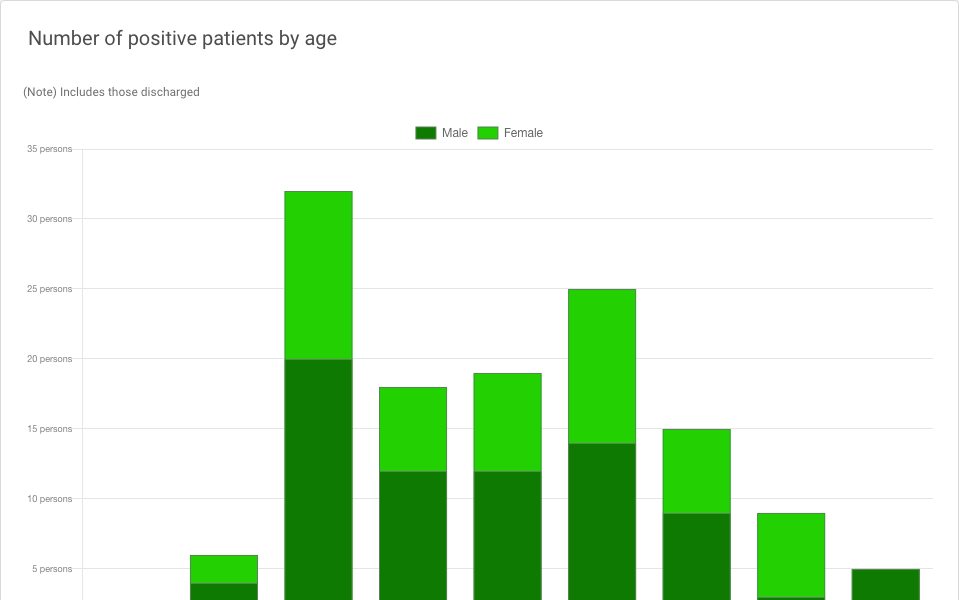 Number of positive patients by age
(Note) Includes those discharged
Male Female
35 persons
30 persons
25 persons
20 persons
15 persons
10 persons
5 persons